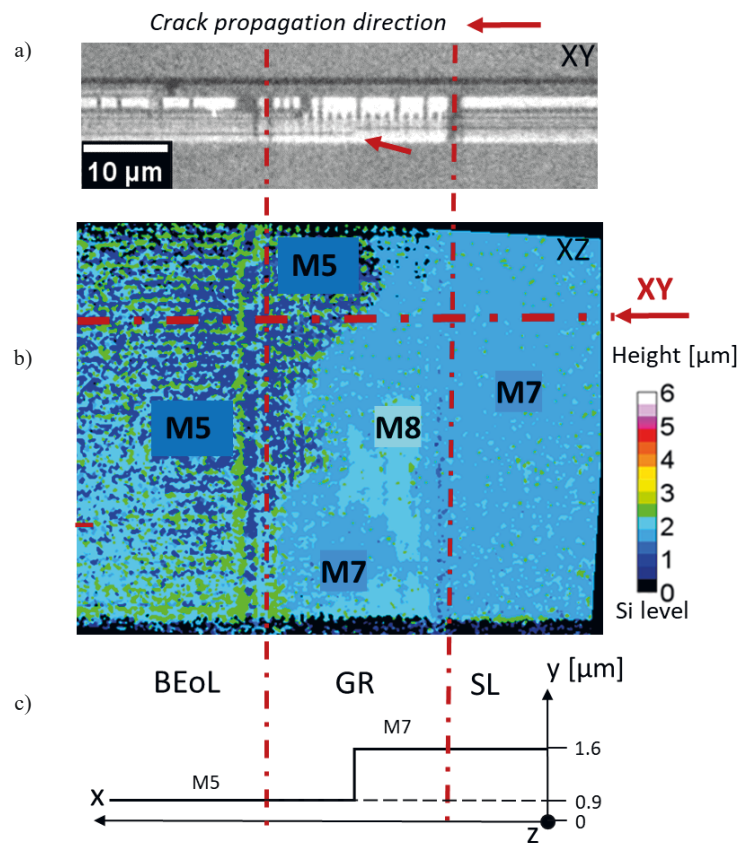 Crack propagation direction
a)
XY
10 µm
XZ
M5
XY
b)
Height [µm]
M7
M5
M8
M7
6
5
4
3
2
1
0
Si level
BEoL
GR
SL
y [µm]
c)
M7
1.6
M5
x
0.9
0
z